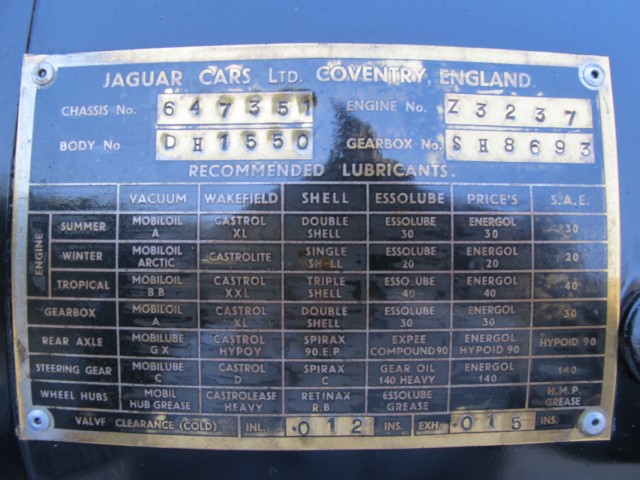 JAGUAR CARS LTD. COVENTRY, ENGLAND.
CHASSIS No. 647351 ENGINE No. Z3237
BODY No DH1550 GEARBOX No. SH8693
RECOMMENDED LUBRICANTS.
VACUUM WAKEFIELD SHELL ESSOLUBE PRICE'S S.A.E.
ENGINE
SUMMER MOBILOIL A CASTROL XL DOUBLE SHELL ESSOLUBE 30 ENERGOL 30 30
WINTER MOBILOIL ARCTIC CASTROLITE SINGLE SHELL ESSOLUBE 20 ENERGOL 20 20
TROPICAL MOBILOIL BB CASTROL XXL TRIPLE SHELL ESSOLUBE 40 ENERGOL 40 40
GEARBOX MOBILOIL A CASTROL XL DOUBLE SHELL ESSOLUBE 30 ENERGOL 30 30
REAR AXLE MOBILUBE GX CASTROL HYPOY SPIRAX 90.E.P EXPEE COMPOUND 90 ENERGOL HYPOID 90 HYPOID 90
STEERING GEAR MOBILUBE C CASTROL D SPIRAX C GEAR OIL 140 HEAVY ENERGOL 140 140
WHEEL HUBS MOBIL HUB GREASE CASTROLEASE HEAVY RETINAX R.B. ESSOLUBE GREASE H.M.P. GREASE
VALVE CLEARANCE (COLD) INL. .012 INS. EXH. .015 INS.